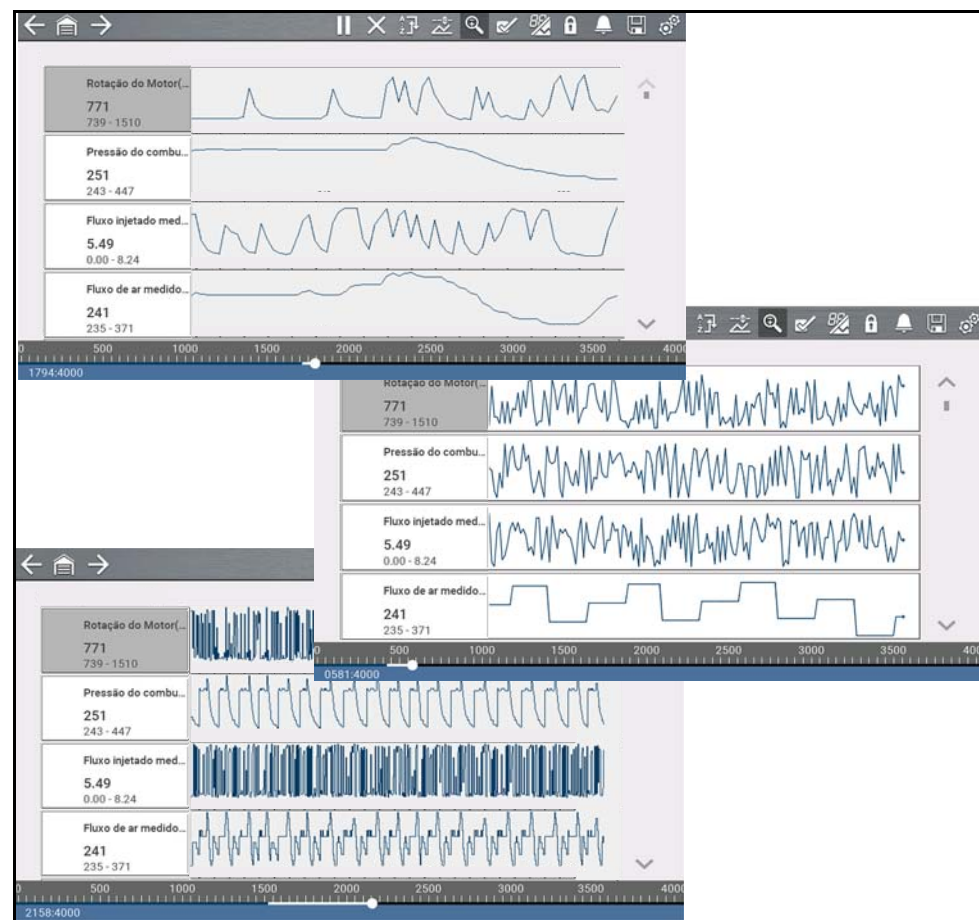 Rotação do Motor(...
771
739 - 1510
Pressão do combu...
251
243 - 447
Fluxo injetado med...
5.49
0.00 - 8.24
Fluxo de ar medido...
241
235 - 371
0 500 1000 1500 2000 2500 3000 3500 4000
1794:4000
Rotação do Motor(...
771
739 - 1510
Pressão do combu...
251
243 - 447
Fluxo injetado med...
5.49
0.00 - 8.24
Fluxo de ar medido...
241
235 - 371
0 500 1000 1500 2000 2500 3000 3500 400
0581:4000
Rotação do Motor(...
771
739 - 1510
Pressão do combu...
251
243 - 447
Fluxo injetado med...
5.49
0.00 - 8.24
Fluxo de ar medido...
241
235 - 371
0 500 1000 1500 2000 2500 3000 3500 4000
2158:4000